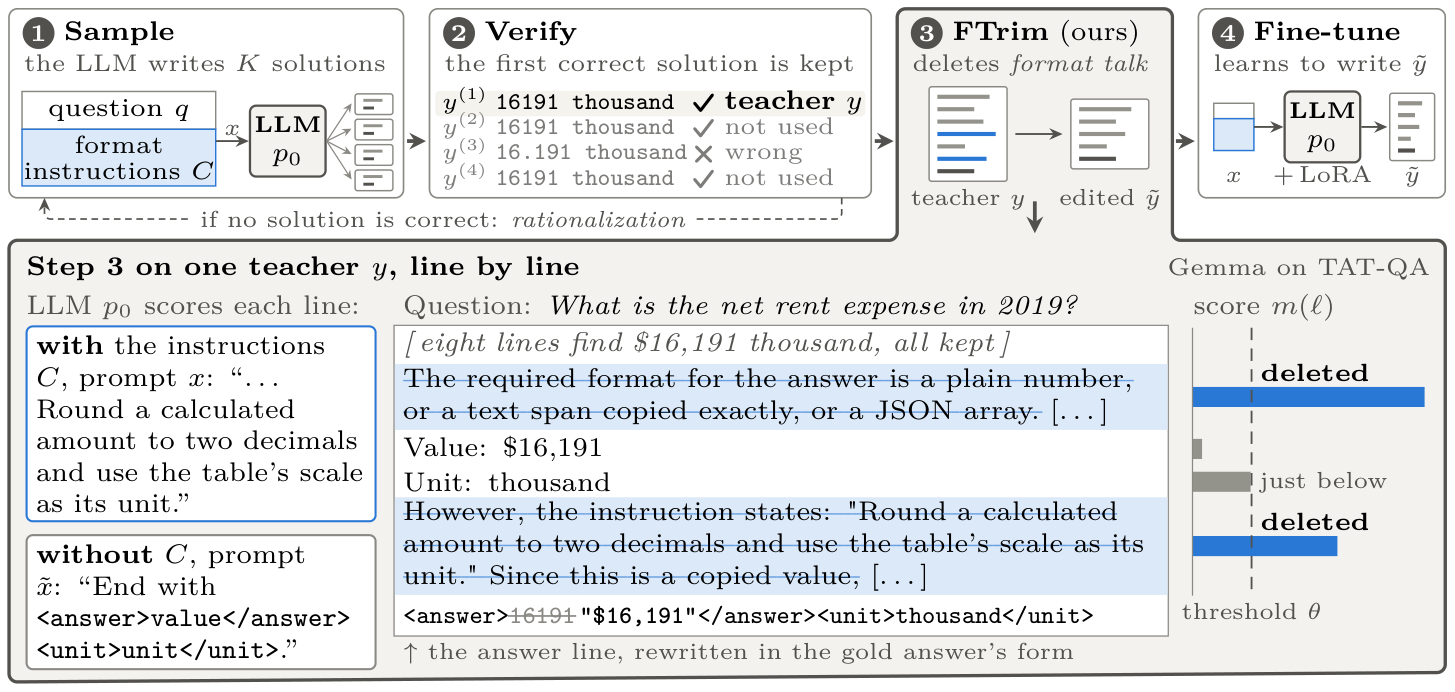 1 Sample
the LLM writes K solutions
question q
format
instructions C
x
LLM
p₀
2 Verify
the first correct solution is kept
y⁽¹⁾ 16191 thousand ✓ teacher y
y⁽²⁾ 16191 thousand ✓ not used
y⁽³⁾ 16.191 thousand ✗ wrong
y⁽⁴⁾ 16191 thousand ✓ not used
if no solution is correct: rationalization
3 FTrim (ours)
deletes format talk
teacher y
edited ỹ
4 Fine-tune
learns to write ỹ
LLM
p₀
x
+ LoRA
ỹ
Step 3 on one teacher y, line by line
Gemma on TAT-QA
LLM p₀ scores each line:
with the instructions
C, prompt x: “…
Round a calculated
amount to two decimals
and use the table’s scale
as its unit.”
without C, prompt
x̃: “End with
<answer>value</answer>
<unit>unit</unit>.”
Question: What is the net rent expense in 2019?
[eight lines find $16,191 thousand, all kept]
The required format for the answer is a plain number,
or a text span copied exactly, or a JSON array. [...]
Value: $16,191
Unit: thousand
However, the instruction states: "Round a calculated
amount to two decimals and use the table’s scale as its
unit." Since this is a copied value, [...]
<answer>16191 "$16,191"</answer><unit>thousand</unit>
↑ the answer line, rewritten in the gold answer’s form
score m(ℓ)
deleted
just below
deleted
threshold θ